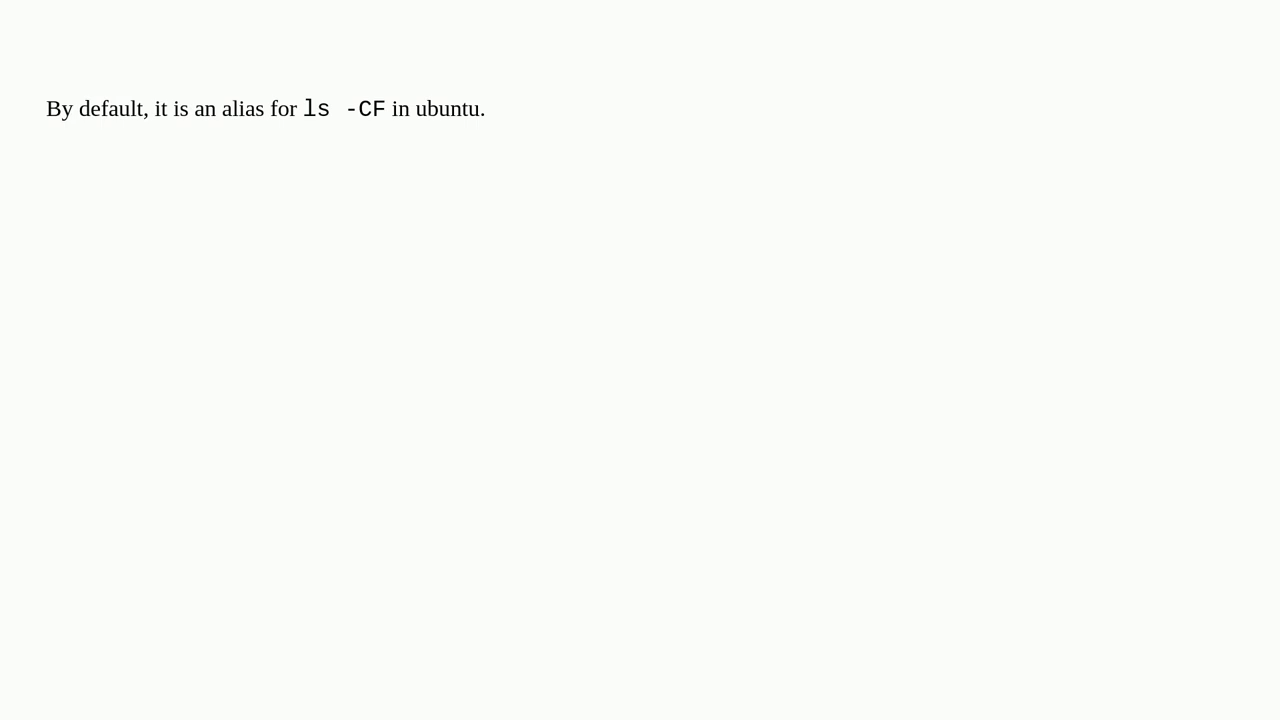 By default, it is an alias for ls -CF in ubuntu.